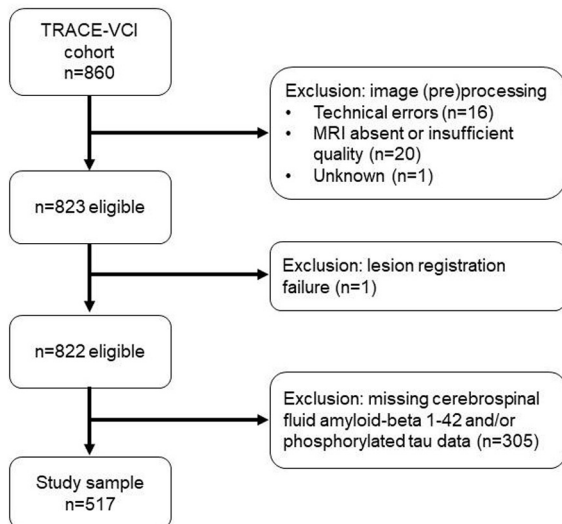 TRACE-VCI
cohort
n=860
Exclusion: image (pre)processing
• Technical errors (n=16)
• MRI absent or insufficient
quality (n=20)
• Unknown (n=1)
n=823 eligible
Exclusion: lesion registration
failure (n=1)
n=822 eligible
Exclusion: missing cerebrospinal
fluid amyloid-beta 1-42 and/or
phosphorylated tau data (n=305)
Study sample
n=517